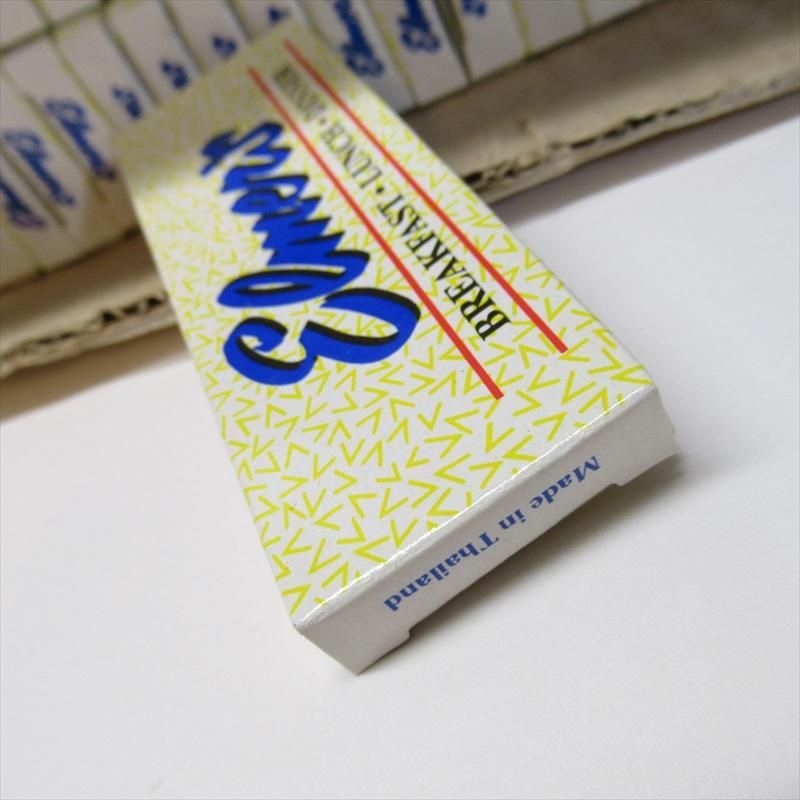 Elmer's
BREAKFAST • LUNCH • DINNER
Made in Thailand